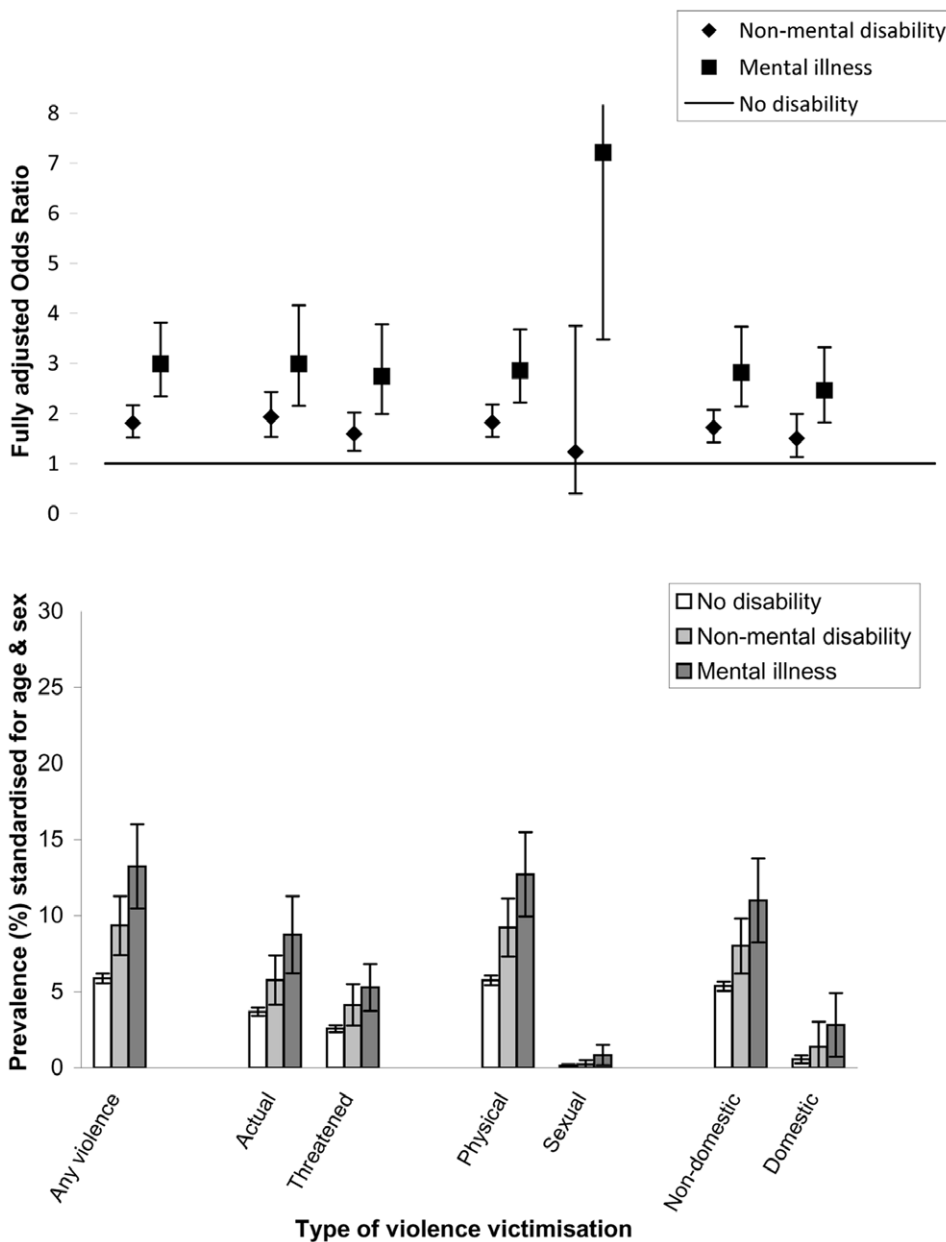 Non-mental disability
Mental illness
No disability
Fully adjusted Odds Ratio
8
7
6
5
4
3
2
1
0
Prevalence (%) standardised for age & sex
30
25
20
15
10
5
0
No disability
Non-mental disability
Mental illness
Any violence
Actual
Threatened
Physical
Sexual
Non-domestic
Domestic
Type of violence victimisation